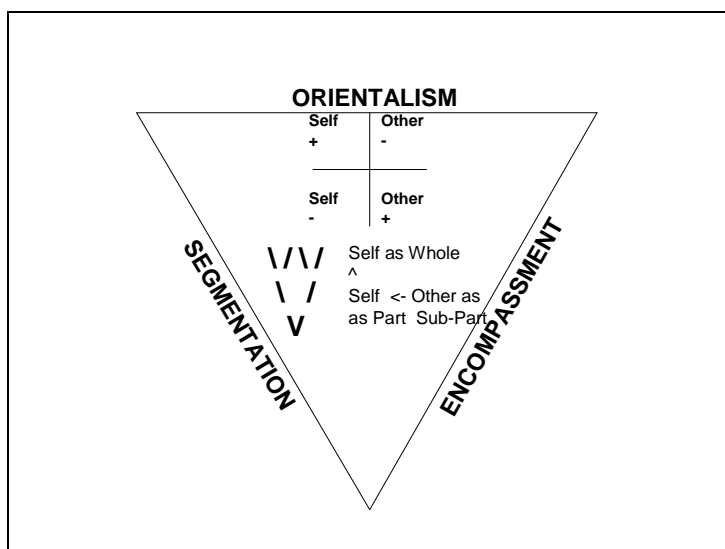 ORIENTALISM
Self Other
+ -
Self Other
- +
SEGMENTATION
\/\/
\ /
V
Self as Whole
^
Self <- Other as
as Part Sub-Part
ENCOMPASSMENT